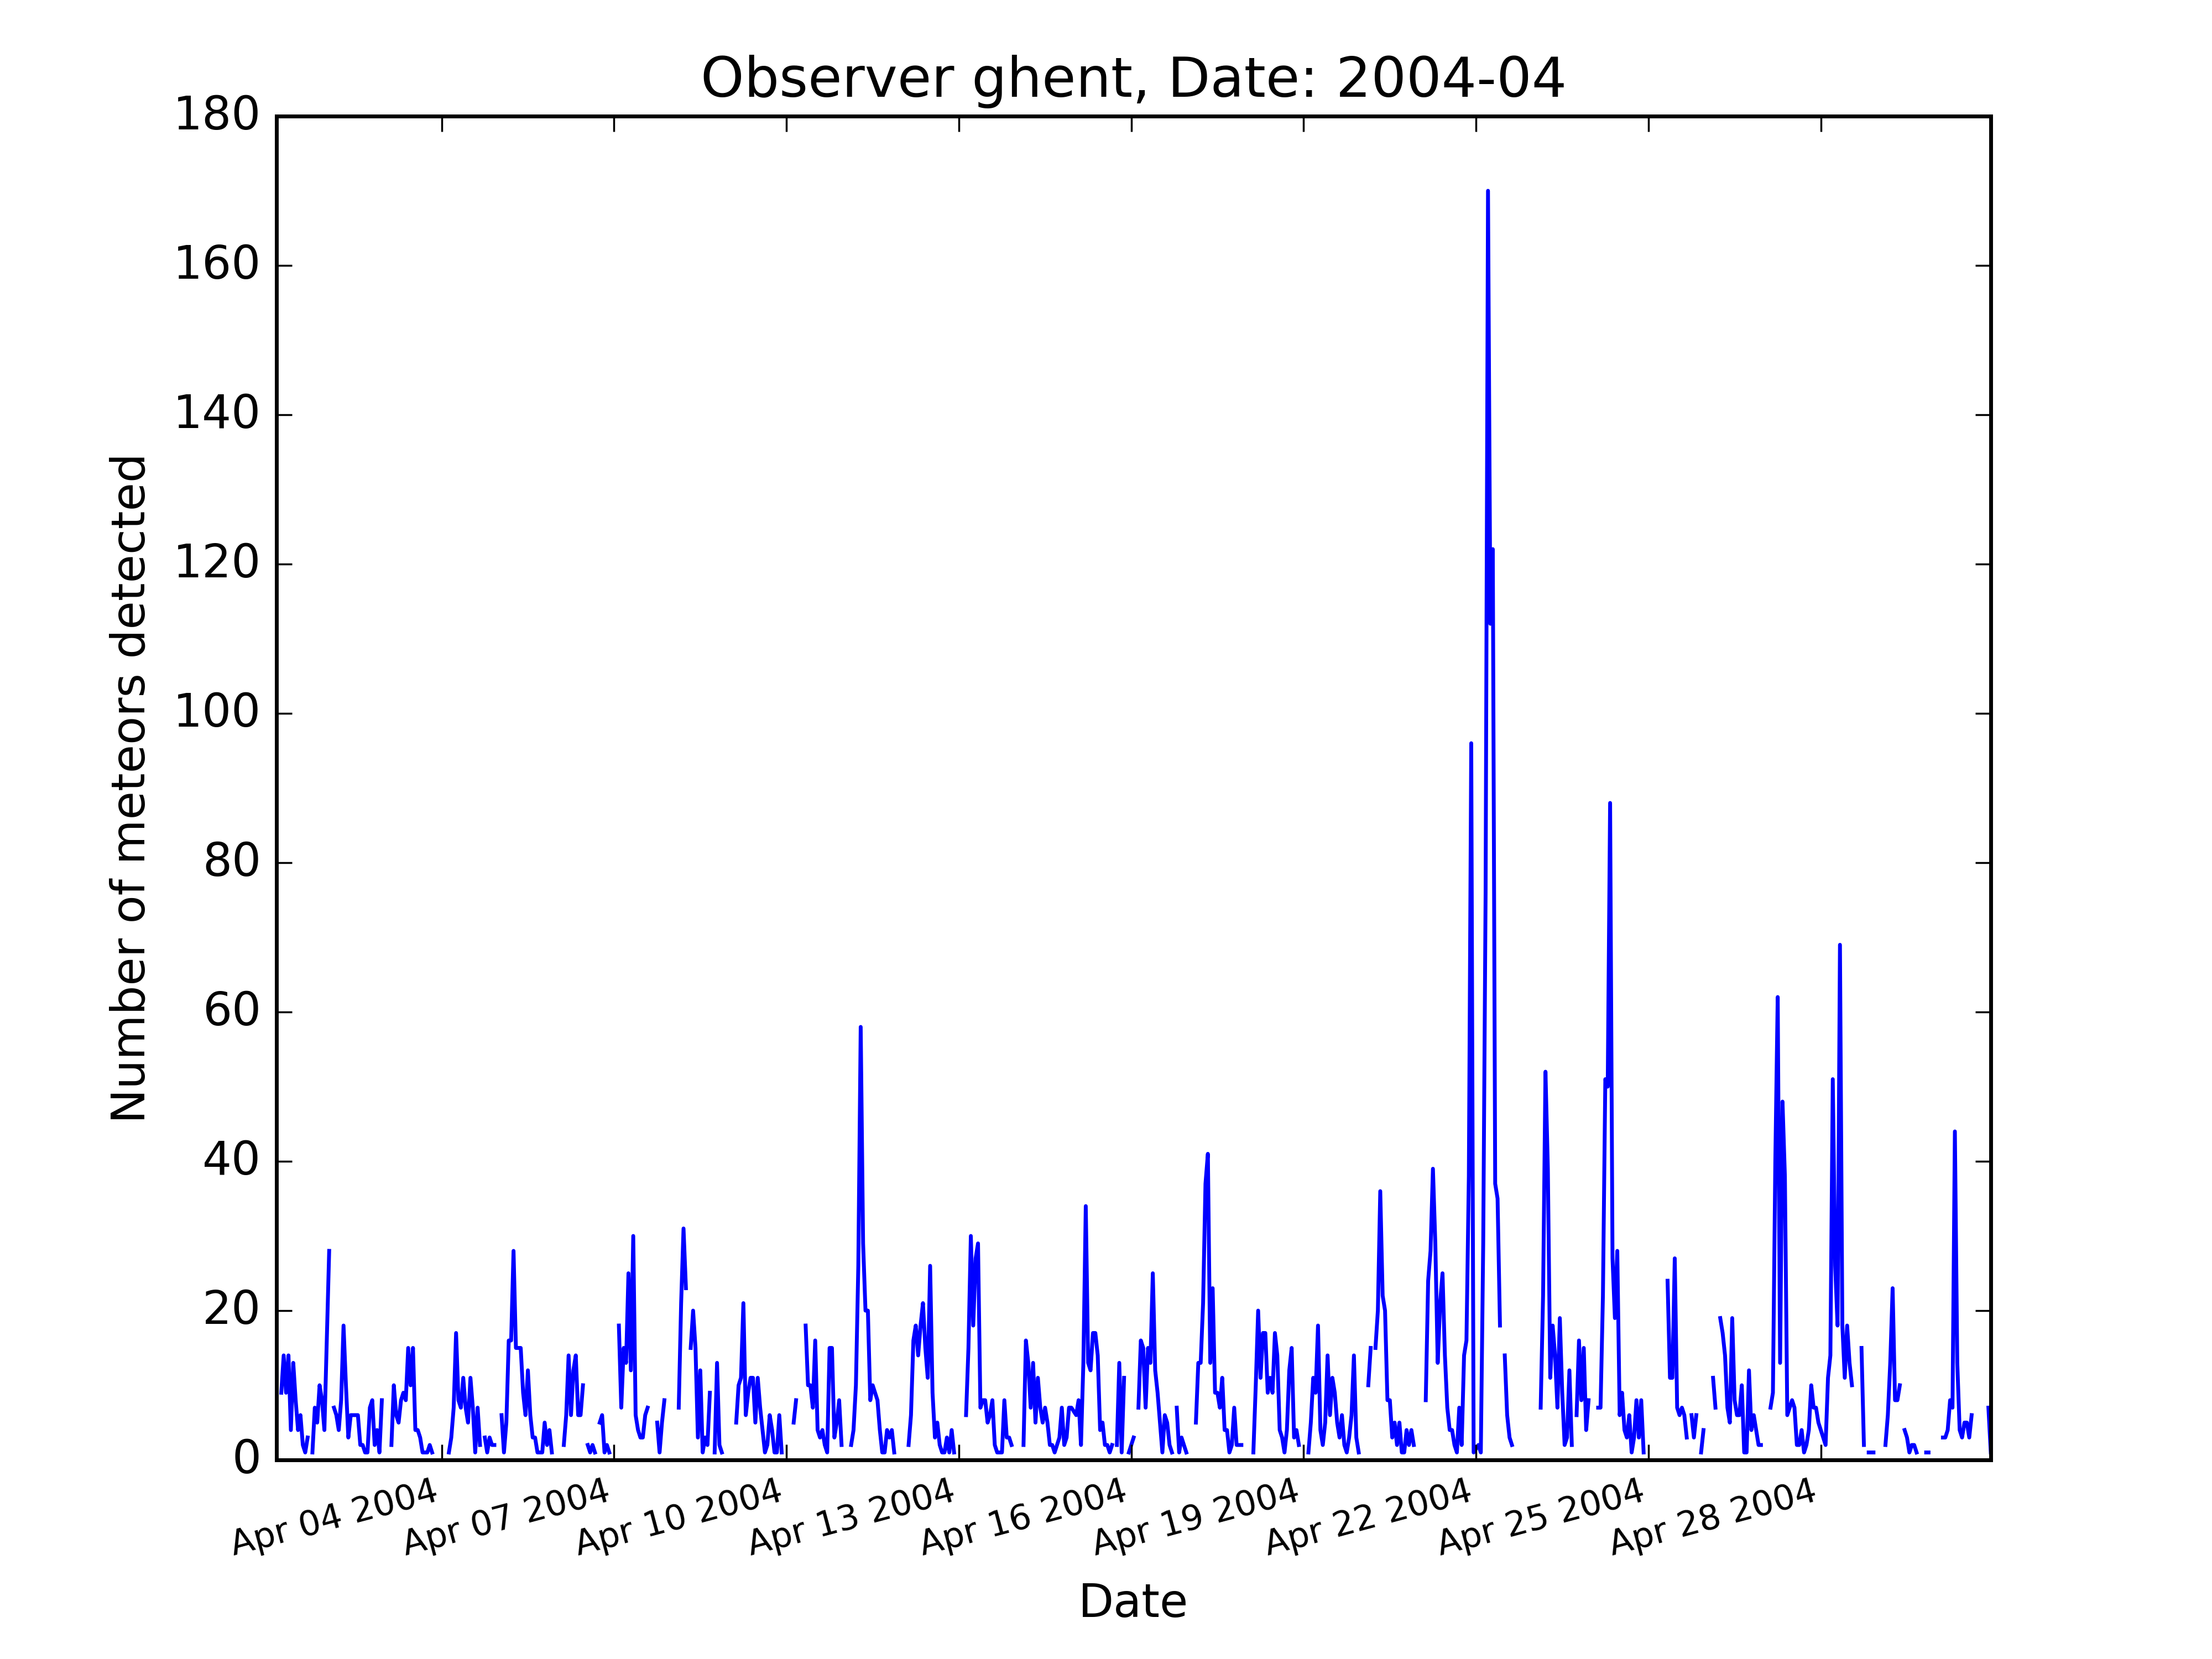 Observer ghent, Date: 2004-04
180
160
140
120
100
80
60
40
20
0
Number of meteors detected
Apr 04 2004
Apr 07 2004
Apr 10 2004
Apr 13 2004
Apr 16 2004
Apr 19 2004
Apr 22 2004
Apr 25 2004
Apr 28 2004
Date